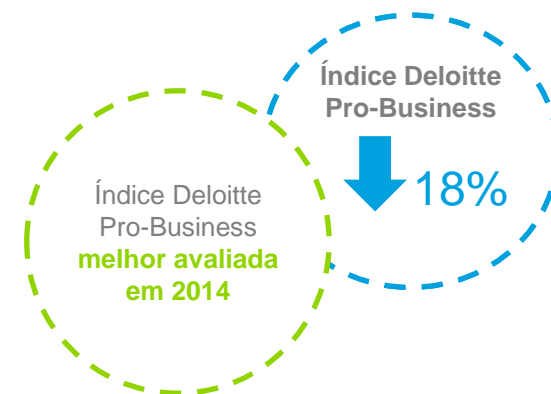 Índice Deloitte
Pro-Business
18%
Índice Deloitte
Pro-Business
melhor avaliada
em 2014